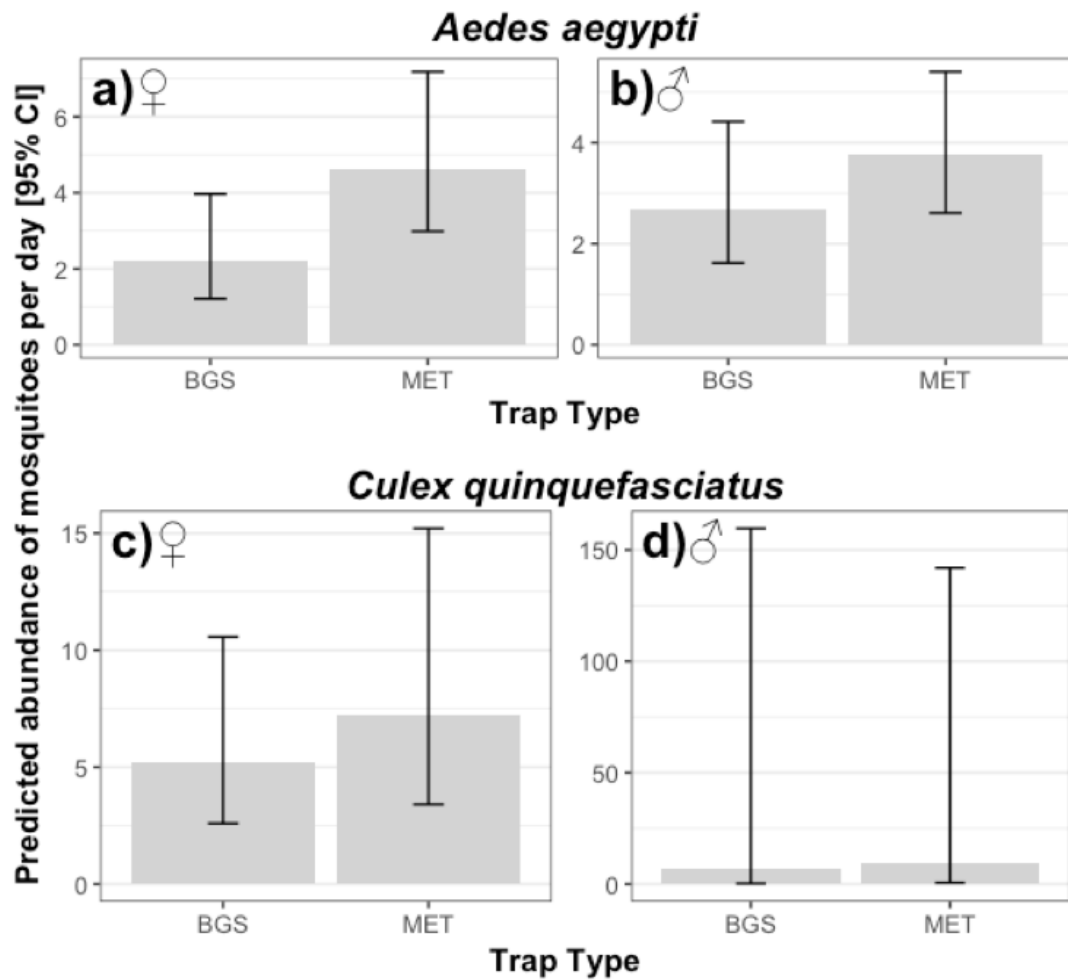 Aedes aegypti
Predicted abundance of mosquitoes per day [95% CI]
a)♀
6
4
2
0
BGS MET
Trap Type
b)♂
4
2
0
BGS MET
Trap Type
Culex quinquefasciatus
c)♀
15
10
5
0
BGS MET
Trap Type
d)♂
150
100
50
0
BGS MET